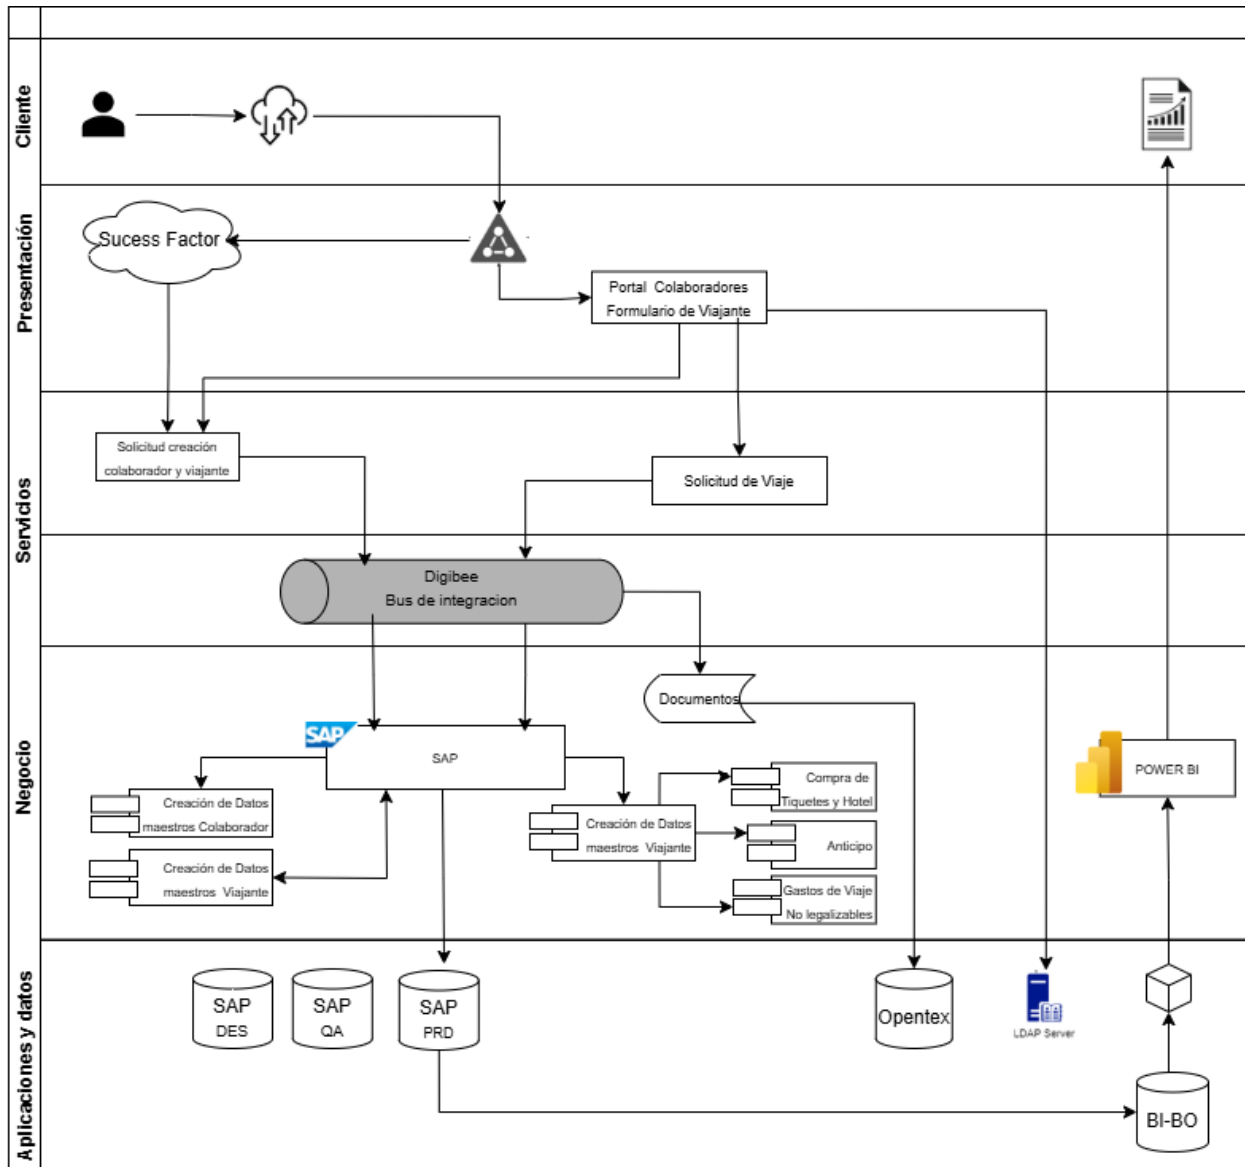 Cliente
Presentación
Sucess Factor
Portal Colaboradores
Formulario de Viajante
Servicios
Solicitud creación
colaborador y viajante
Solicitud de Viaje
Digibee
Bus de integracion
Negocio
Documentos
SAP
SAP
POWER BI
Creación de Datos
maestros Colaborador
Creación de Datos
maestros Viajante
Creación de Datos
maestros Viajante
Compra de
Tiquetes y Hotel
Anticipo
Gastos de Viaje
No legalizables
Aplicaciones y datos
SAP
DES
SAP
QA
SAP
PRD
Opentex
LDAP Server
BI-BO